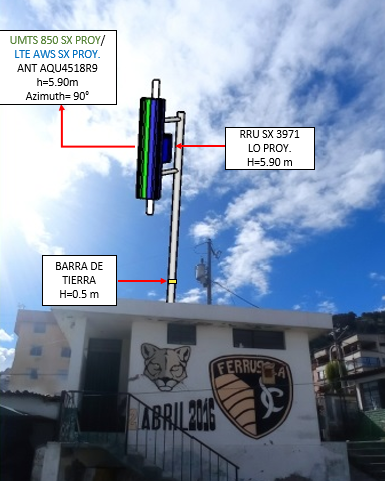 UMTS 850 SX PROY/
LTE AWS SX PROY.
ANT AQU4518R9
h=5.90m
Azimuth= 90°
RRU SX 3971
LO PROY.
H=5.90 m
BARRA DE
TIERRA
H=0.5 m
ABRIL 2016